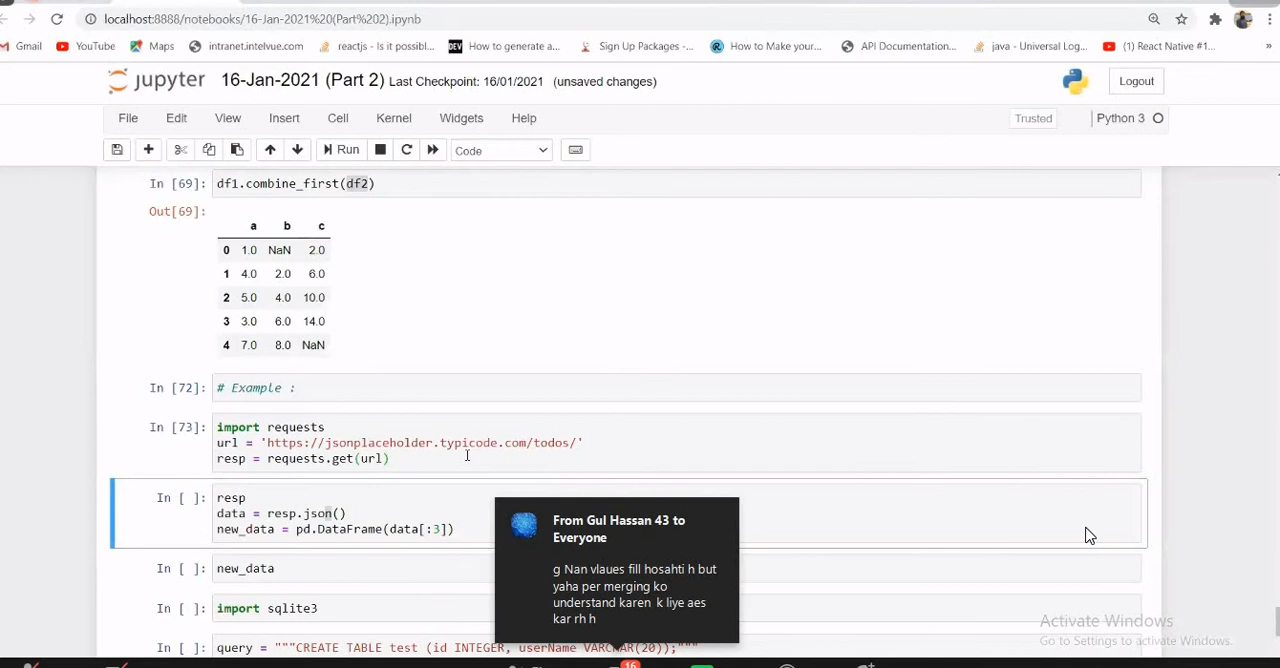 localhost:8888/notebooks/16-Jan-2021%20(Part%202).ipynb
Gmail YouTube Maps intranet.intelvue.com reactjs - Is it possibl... DEV How to generate a... Sign Up Packages -... How to Make your... API Documentation... java - Universal Log... (1) React Native #1... »
jupyter 16-Jan-2021 (Part 2) Last Checkpoint: 16/01/2021 (unsaved changes) Logout
File Edit View Insert Cell Kernel Widgets Help Trusted Python 3
Run Code
In [69]: df1.combine_first(df2)
Out[69]:
a b c
0 1.0 NaN 2.0
1 4.0 2.0 6.0
2 5.0 4.0 10.0
3 3.0 6.0 14.0
4 7.0 8.0 NaN
In [72]: # Example :
In [73]: import requests
url = 'https://jsonplaceholder.typicode.com/todos/'
resp = requests.get(url)
In [ ]: resp
data = resp.json()
new_data = pd.DataFrame(data[:3])
From Gul Hassan 43 to
Everyone
g Nan vlaues fill hosahti h but
yaha per merging ko
understand karen k liye aes
kar rh h
In [ ]: new_data
In [ ]: import sqlite3
In [ ]: query = """CREATE TABLE test (id INTEGER, userName VARCHAR(20));"""
Activate Windows
Go to Settings to activate Windows.
16